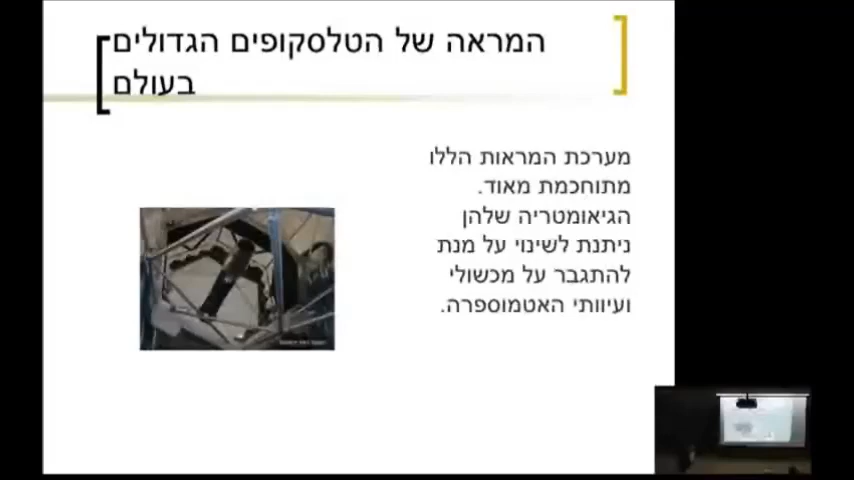 המראה של הטלסקופים הגדולים
בעולם
מערכת המראות הללו
מתוחכמת מאוד.
הגיאומטריה שלהן
ניתנת לשינוי על מנת
להתגבר על מכשולי
ועיוותי האטמוספרה.